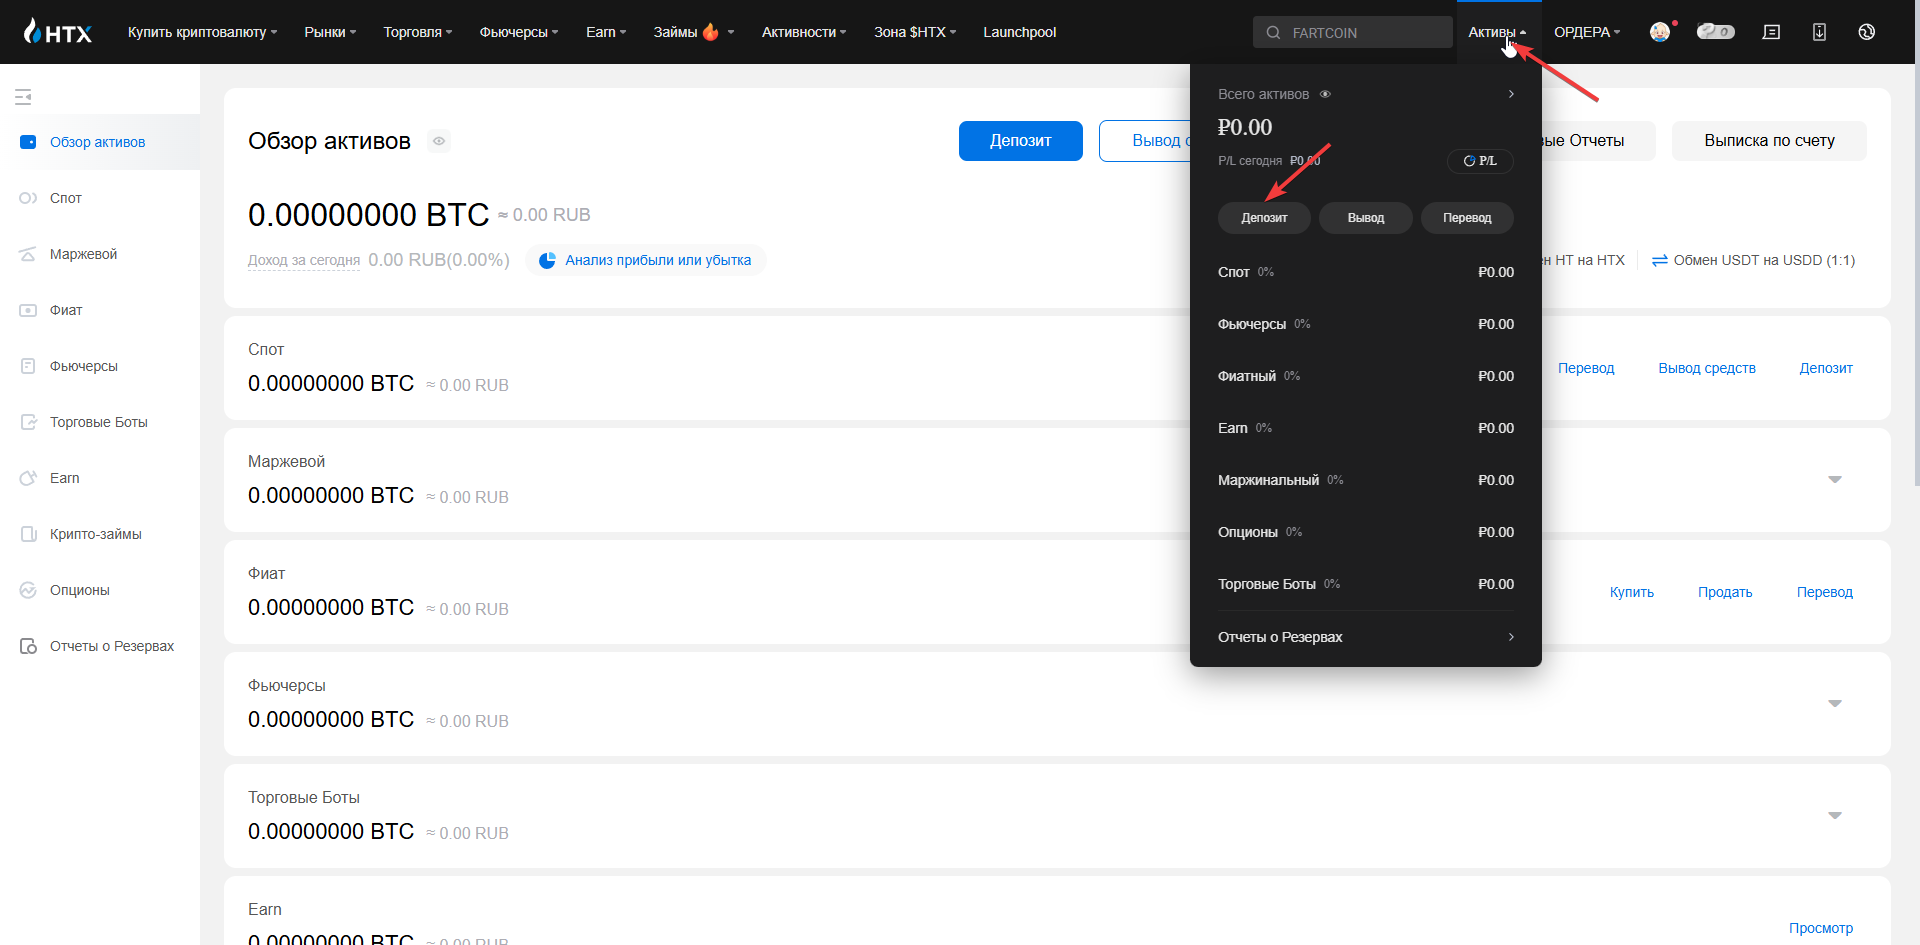 HTX Купить криптовалюту Рынки Торговля Фьючерсы Earn Займы Активности Зона $HTX Launchpool FARTCOIN Активы ОРДЕРА
Обзор активов
Спот
Маржевой
Фиат
Фьючерсы
Торговые Боты
Earn
Крипто-займы
Опционы
Отчеты о Резервах
Обзор активов
Депозит
Вывод с
Отчеты
Выписка по счету
0.00000000 BTC ≈ 0.00 RUB
Доход за сегодня 0.00 RUB(0.00%) Анализ прибыли или убытка
HT на HTX
Обмен USDT на USDD (1:1)
Спот
0.00000000 BTC ≈ 0.00 RUB
Перевод Вывод средств Депозит
Маржевой
0.00000000 BTC ≈ 0.00 RUB
Фиат
0.00000000 BTC ≈ 0.00 RUB
Купить Продать Перевод
Фьючерсы
0.00000000 BTC ≈ 0.00 RUB
Торговые Боты
0.00000000 BTC ≈ 0.00 RUB
Earn
0.00000000 BTC ≈ 0.00 RUB
Просмотр
Всего активов
₽0.00
P/L сегодня ₽0.00 P/L
Депозит Вывод Перевод
Спот 0% ₽0.00
Фьючерсы 0% ₽0.00
Фиатный 0% ₽0.00
Earn 0% ₽0.00
Маржинальный 0% ₽0.00
Опционы 0% ₽0.00
Торговые Боты 0% ₽0.00
Отчеты о Резервах